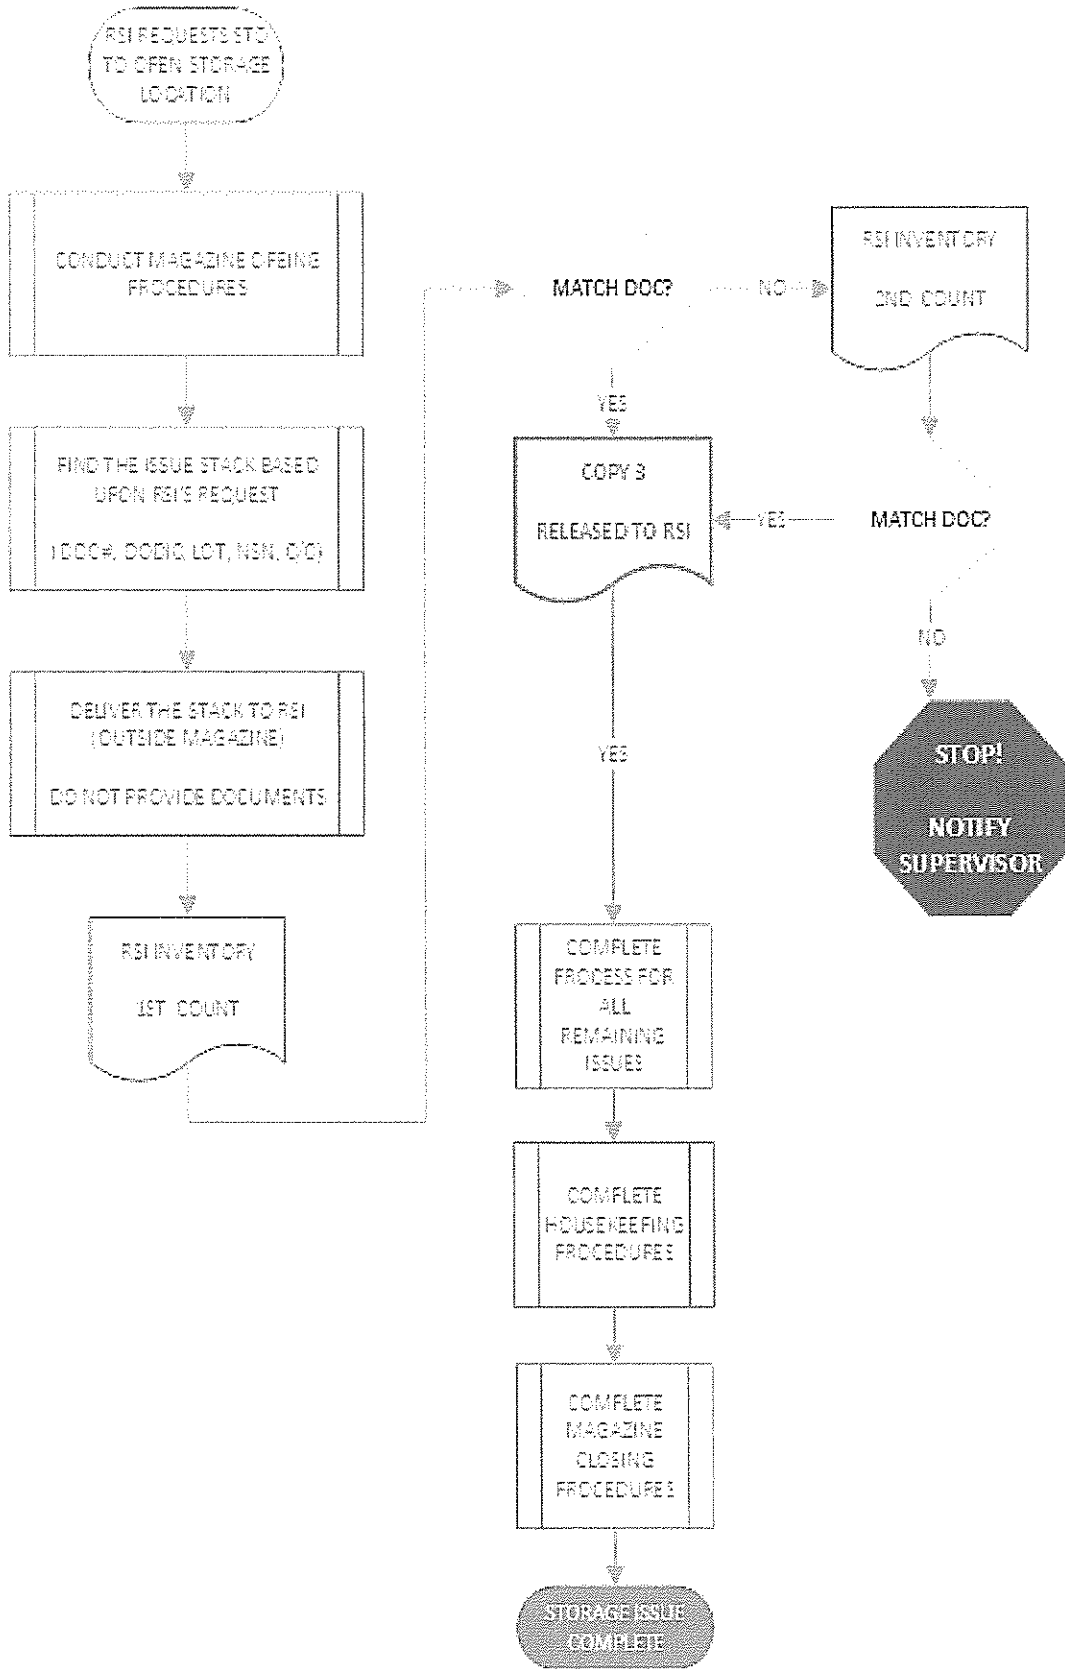 RSI REQUESTS STO
TO OPEN STORAGE
LOCATION
CONDUCT MAGAZINE OPEING
PROCEDURES
FIND THE ISSUE STACK BASED
UPON RSI'S REQUEST
(DOC#, DODIC, LOT, NSN, C/C)
DELIVER THE STACK TO RSI
(OUTSIDE MAGAZINE)
DO NOT PROVIDE DOCUMENTS
RSI INVENTORY
1ST COUNT
MATCH DOC?
NO
RSI INVENTORY
2ND COUNT
YES
COPY 3
RELEASED TO RSI
YES
MATCH DOC?
NO
STOP!
NOTIFY
SUPERVISOR
YES
COMPLETE
PROCESS FOR
ALL
REMAINING
ISSUES
COMPLETE
HOUSEKEEPING
PROCEDURES
COMPLETE
MAGAZINE
CLOSING
PROCEDURES
STORAGE ISSUE
COMPLETE